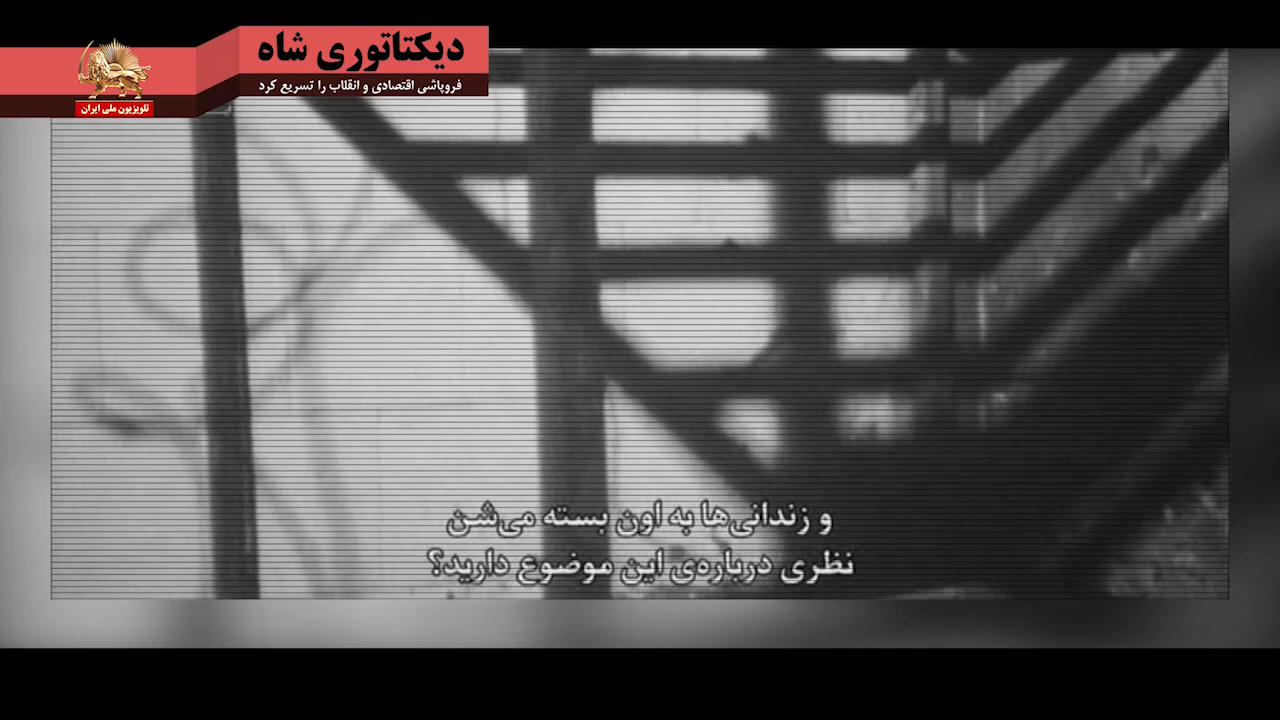 دیکتاتوری شاه
فروپاشی اقتصادی و انقلاب را تسریع کرد
تلویزیون ملی ایران
و زندانی‌ها به اون بسته می‌شن
نظری درباره‌ی این موضوع دارید؟